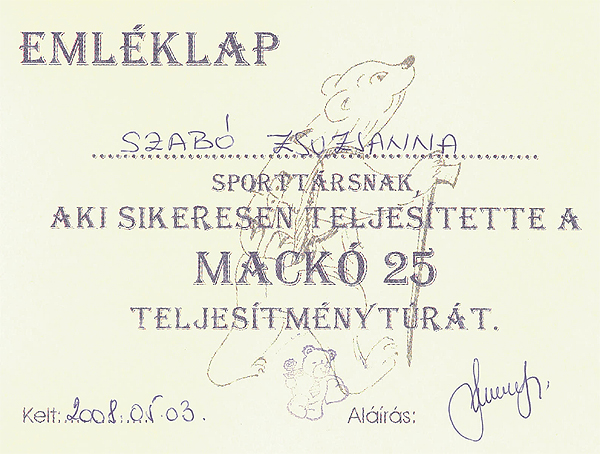 EMLÉKLAP
SZABÓ ZSUZSANNA
SPORTTÁRSNAK,
AKI SIKERESEN TELJESÍTETTE A
MACKÓ 25
TELJESÍTMÉNYTÚRÁT.
Kelt: 2008.05.03. Aláírás: